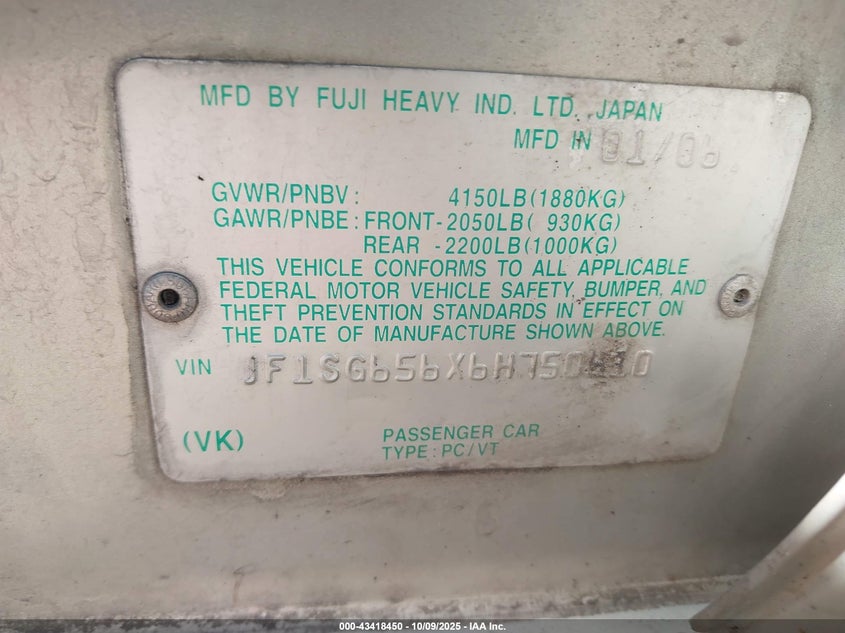 MFD BY FUJI HEAVY IND. LTD. JAPAN
MFD IN 01/06
GVWR/PNBV: 4150LB(1880KG)
GAWR/PNBE: FRONT-2050LB( 930KG)
REAR -2200LB(1000KG)
THIS VEHICLE CONFORMS TO ALL APPLICABLE
FEDERAL MOTOR VEHICLE SAFETY, BUMPER, AND
THEFT PREVENTION STANDARDS IN EFFECT ON
THE DATE OF MANUFACTURE SHOWN ABOVE.
VIN JF1SG656X6H750610
(VK) PASSENGER CAR
TYPE: PC/VT
000-43418450 - 10/09/2025 - IAA Inc.